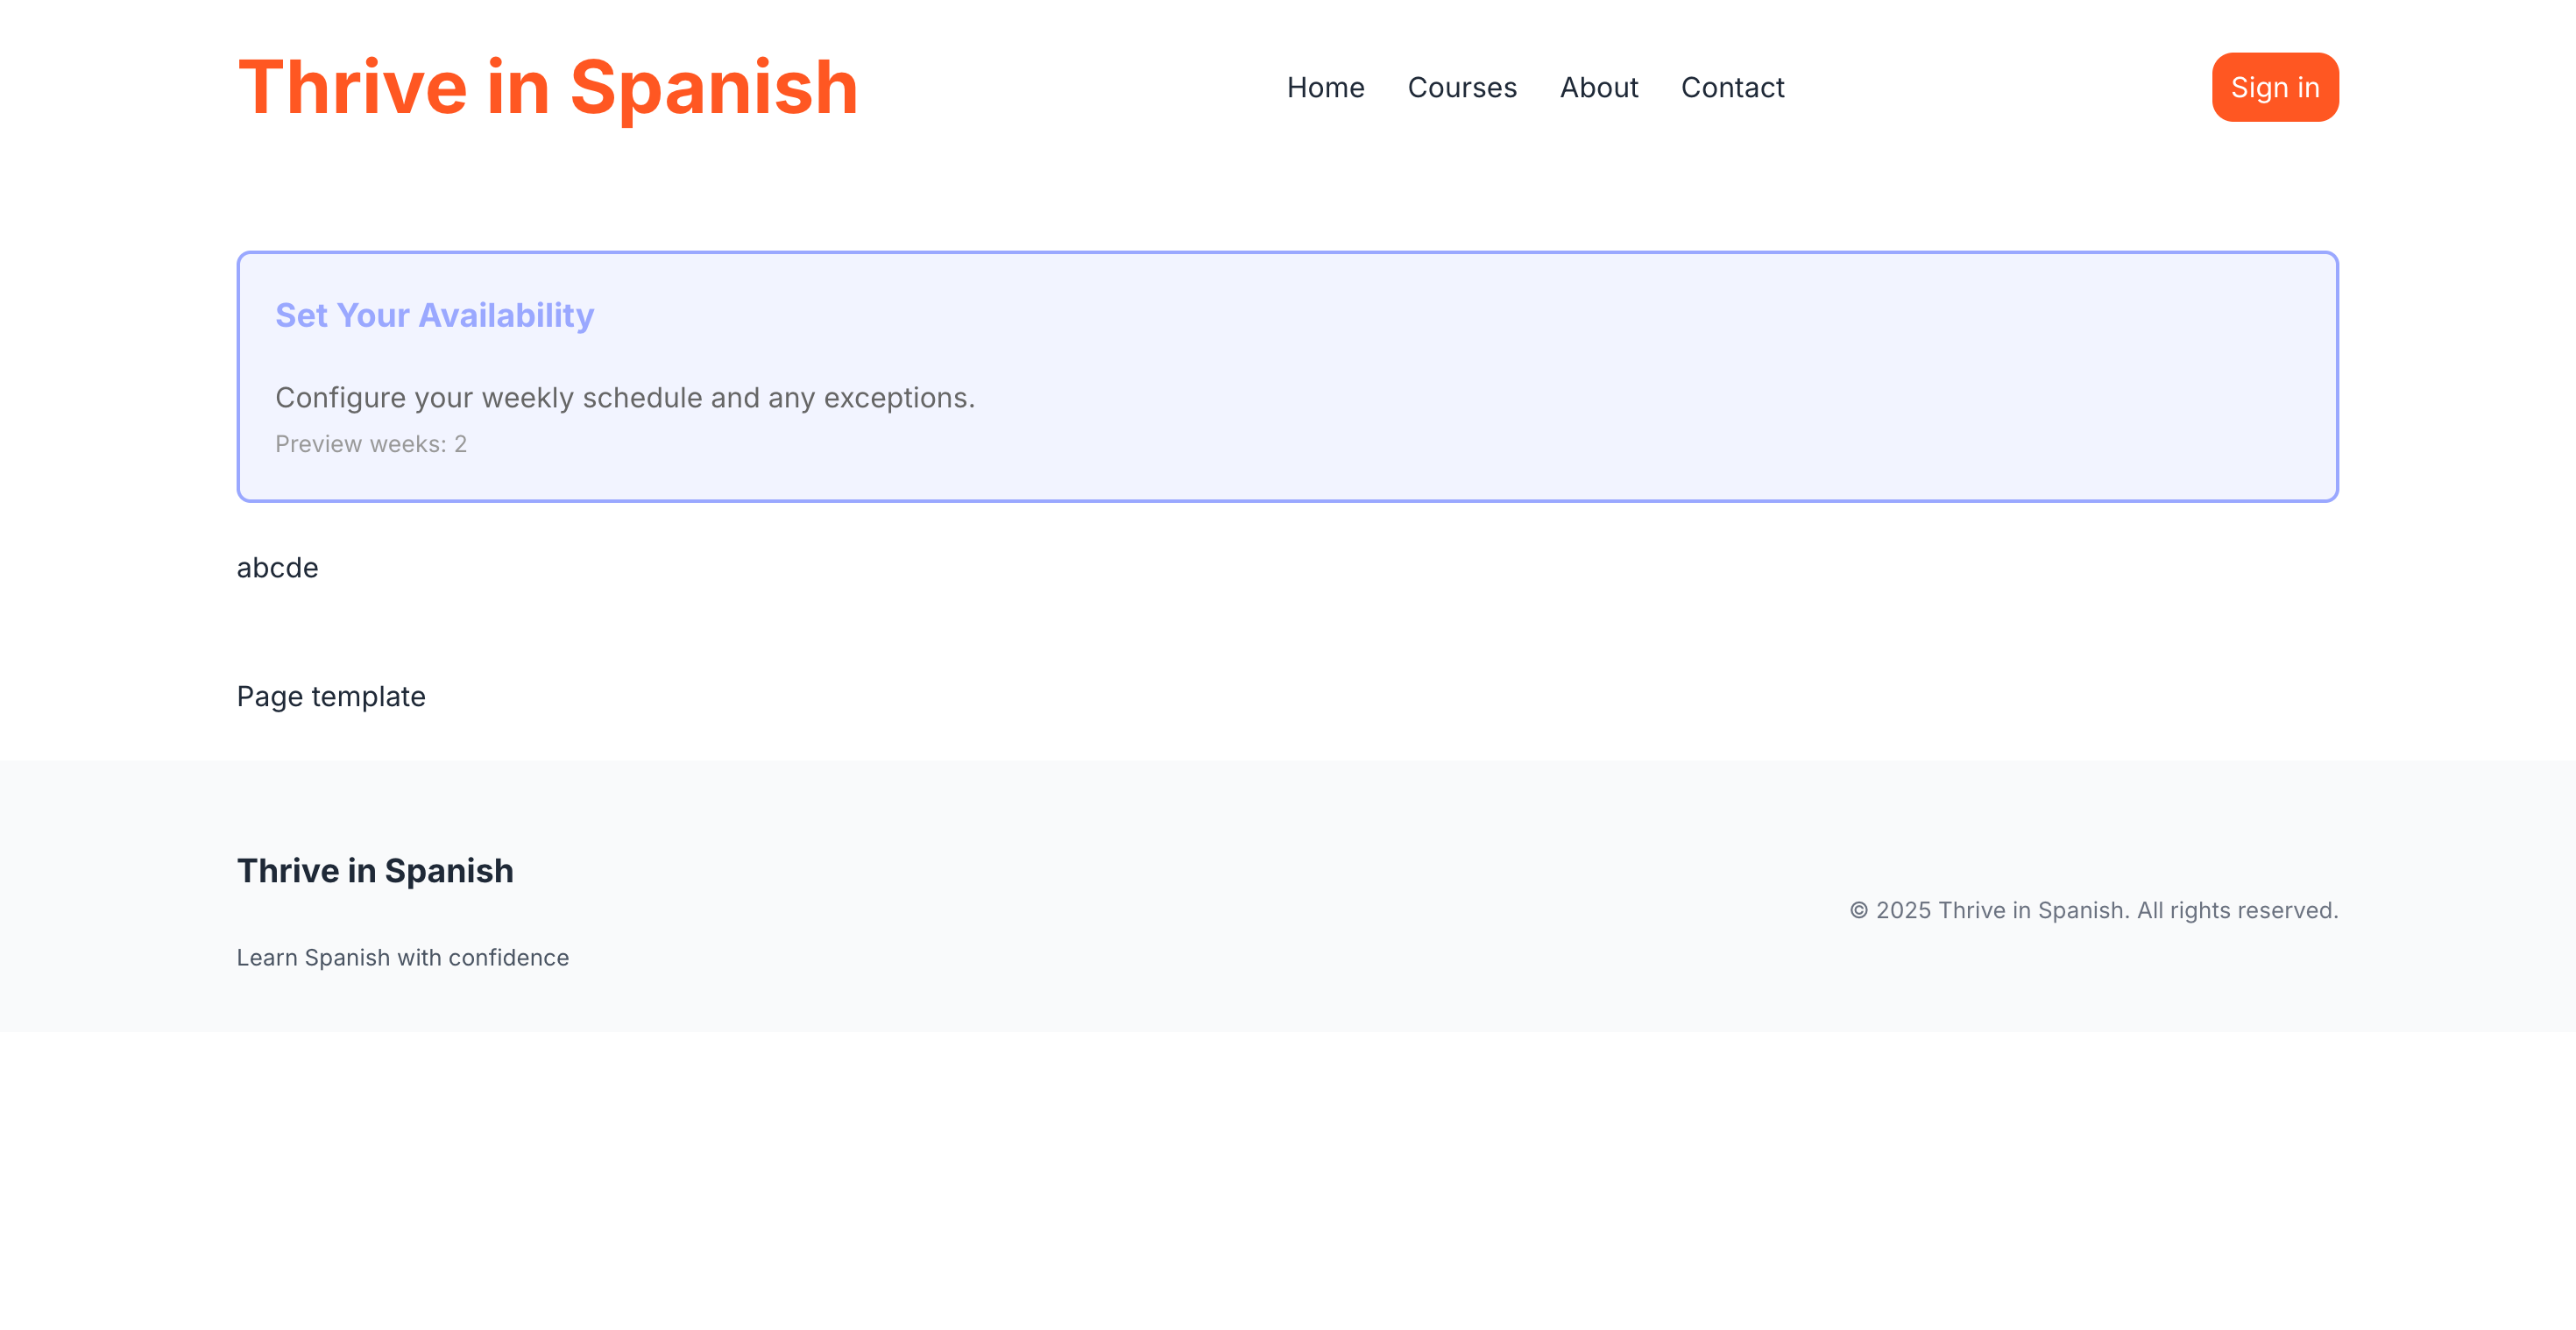 Thrive in Spanish
Home Courses About Contact
Sign in
Set Your Availability
Configure your weekly schedule and any exceptions.
Preview weeks: 2
abcde
Page template
Thrive in Spanish
Learn Spanish with confidence
© 2025 Thrive in Spanish. All rights reserved.